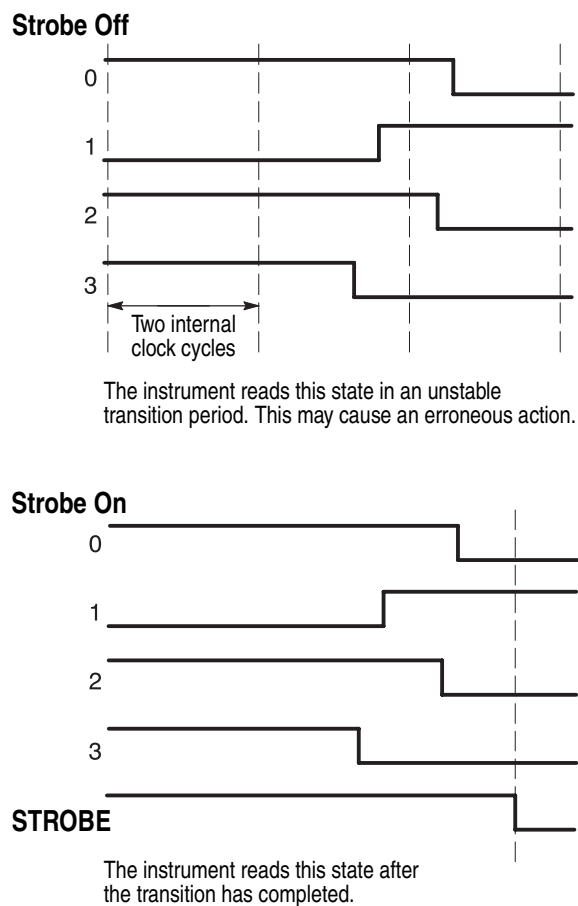 Strobe Off
0
1
2
3
Two internal
clock cycles
The instrument reads this state in an unstable
transition period. This may cause an erroneous action.
Strobe On
0
1
2
3
STROBE
The instrument reads this state after
the transition has completed.